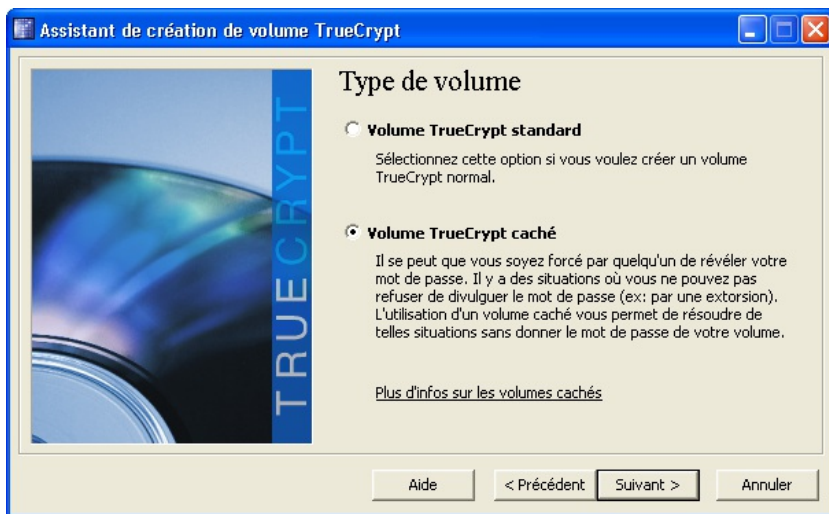 Assistant de création de volume TrueCrypt
TRUECRYPT
Type de volume
Volume TrueCrypt standard
Sélectionnez cette option si vous voulez créer un volume
TrueCrypt normal.
Volume TrueCrypt caché
Il se peut que vous soyez forcé par quelqu'un de révéler votre
mot de passe. Il y a des situations où vous ne pouvez pas
refuser de divulguer le mot de passe (ex: par une extorsion).
L'utilisation d'un volume caché vous permet de résoudre de
telles situations sans donner le mot de passe de votre volume.
Plus d'infos sur les volumes cachés
Aide < Précédent Suivant > Annuler